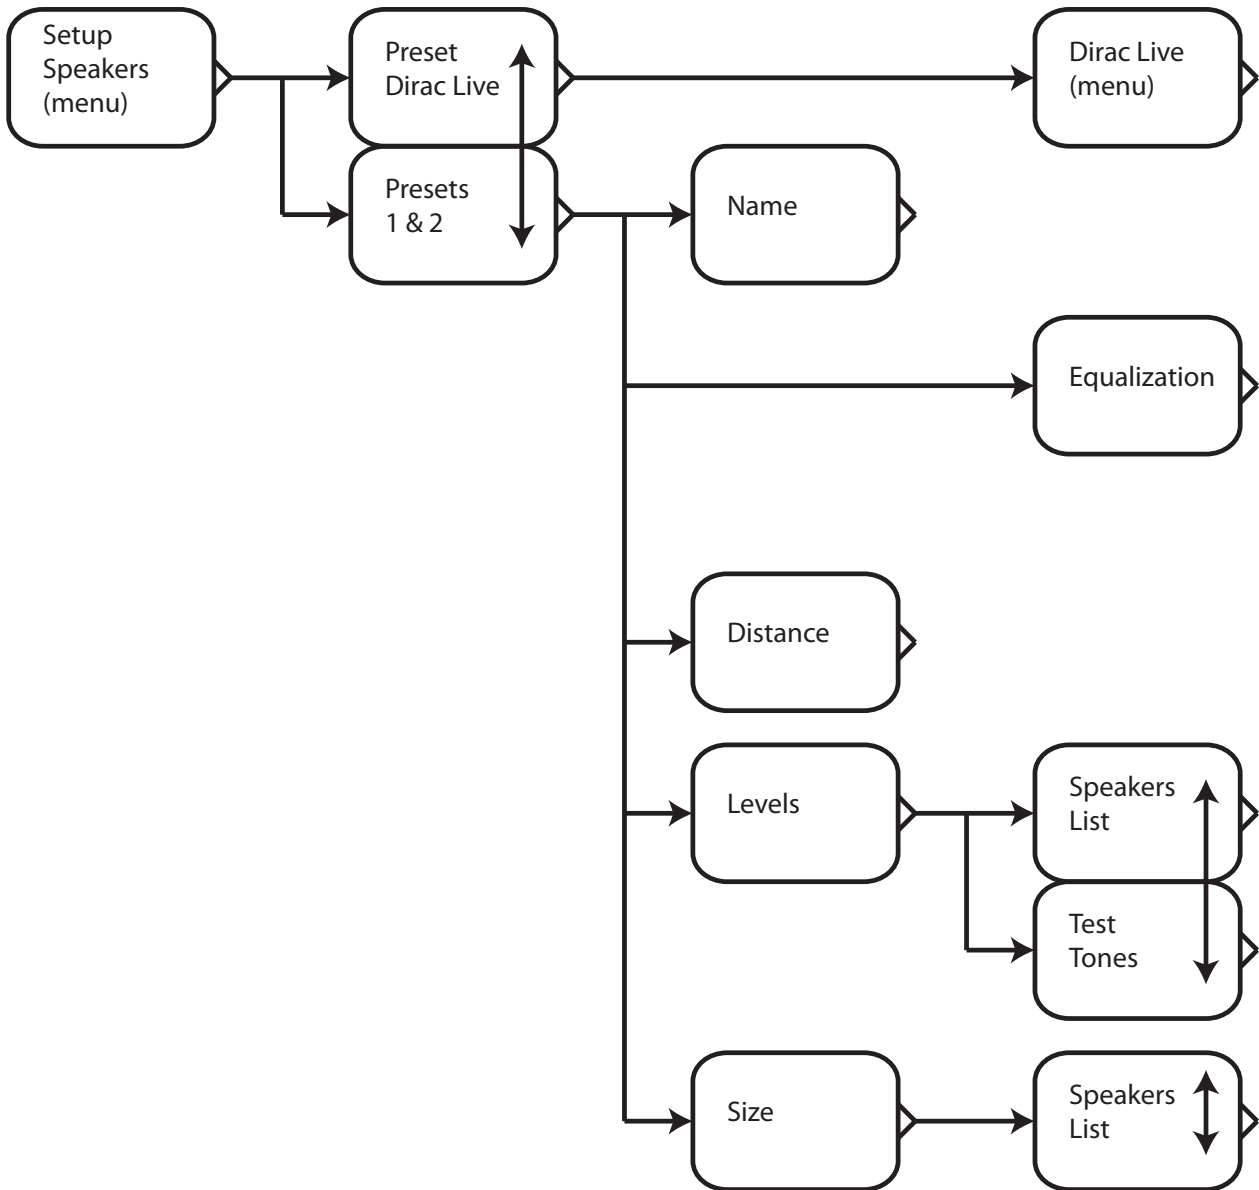 Setup
Speakers
(menu)
Preset
Dirac Live
Dirac Live
(menu)
Presets
1 & 2
Name
Equalization
Distance
Levels
Speakers
List
Test
Tones
Size
Speakers
List